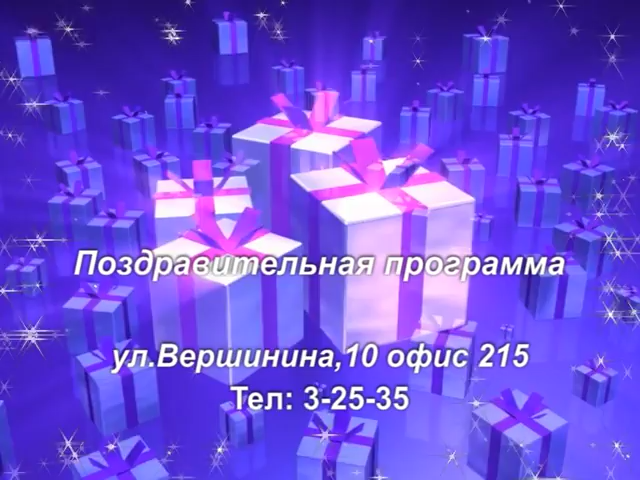 Поздравительная программа
ул.Вершинина,10 офис 215
Тел: 3-25-35